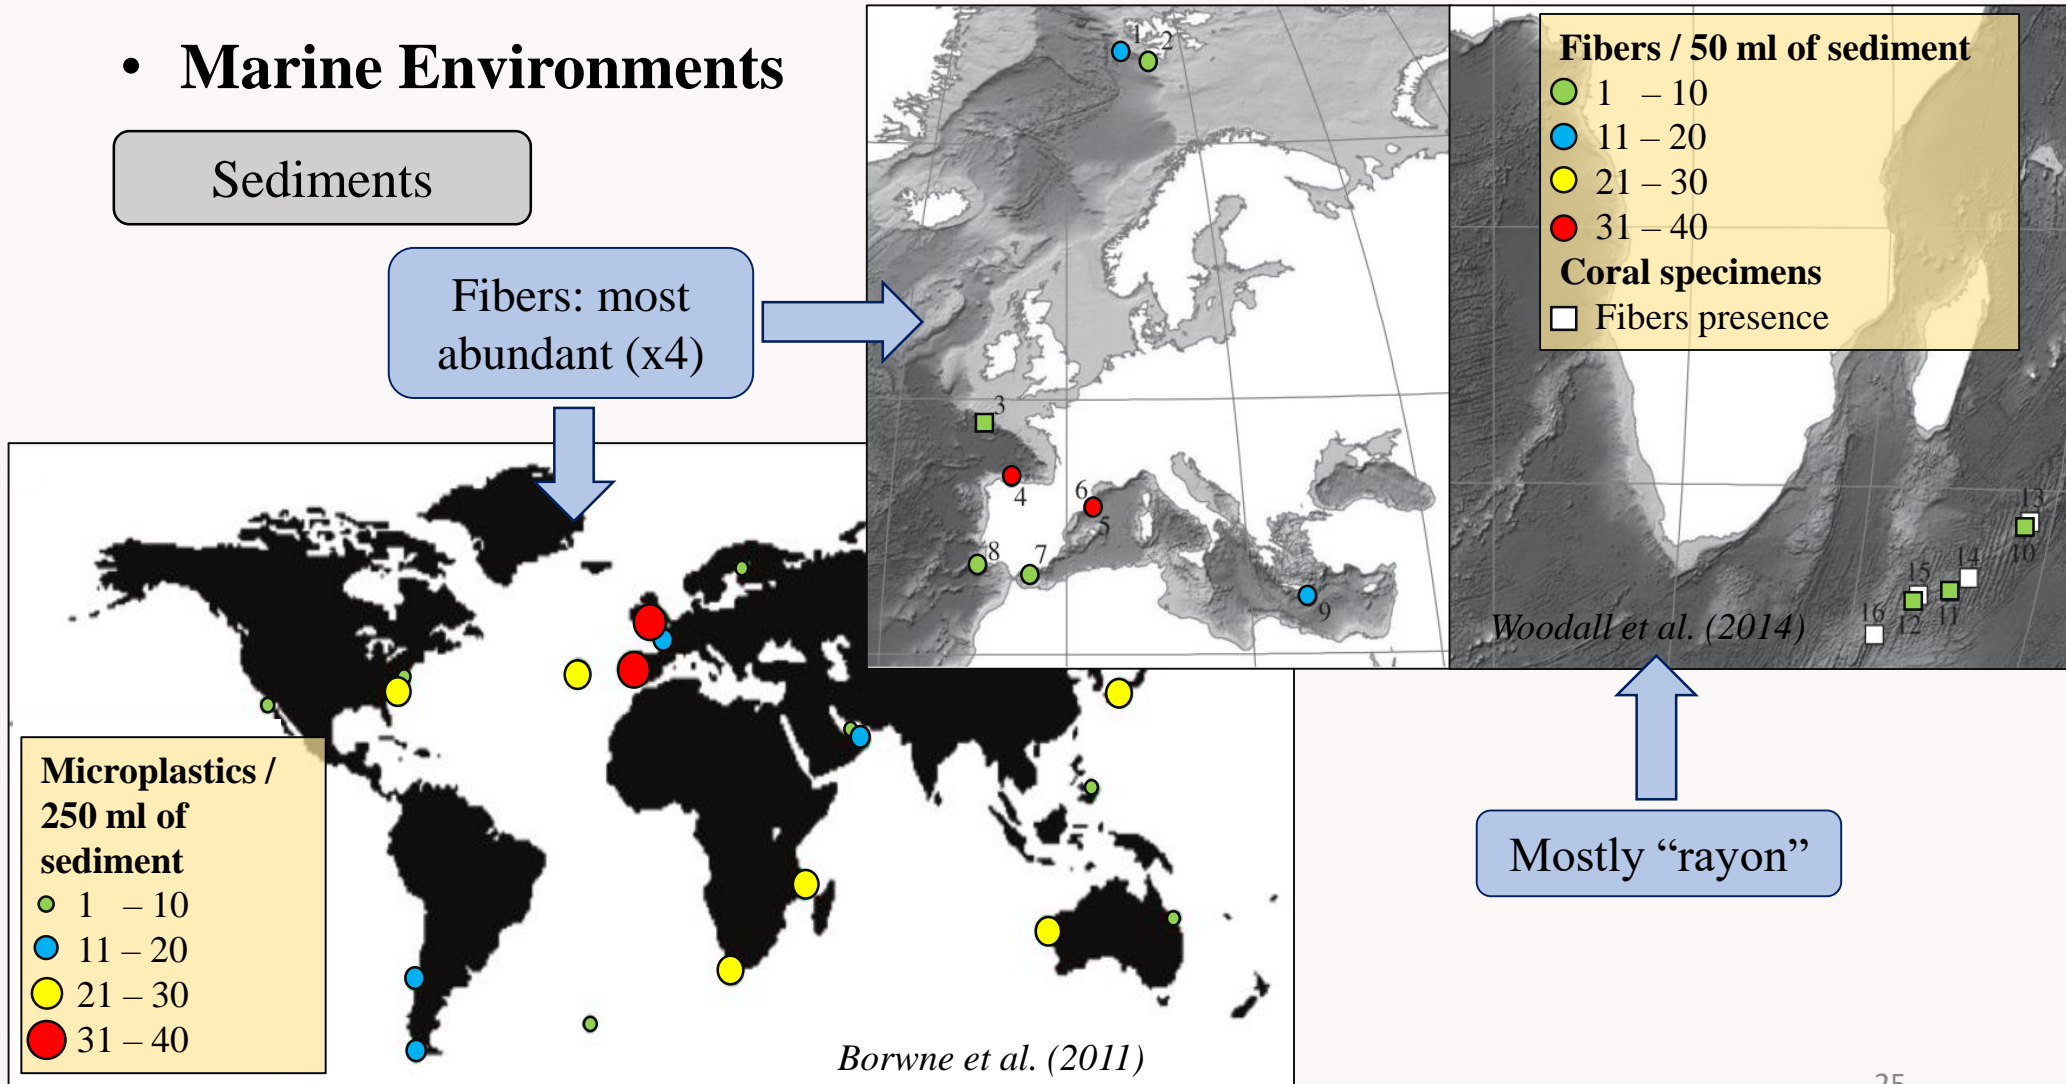 • Marine Environments
Sediments
Fibers: most
abundant (x4)
1
2
3
4
6
5
8
7
9
Fibers / 50 ml of sediment
1 – 10
11 – 20
21 – 30
31 – 40
Coral specimens
Fibers presence
13
10
14
15
11
12
16
Woodall et al. (2014)
Mostly “rayon”
Microplastics /
250 ml of
sediment
1 – 10
11 – 20
21 – 30
31 – 40
Borwne et al. (2011)
25